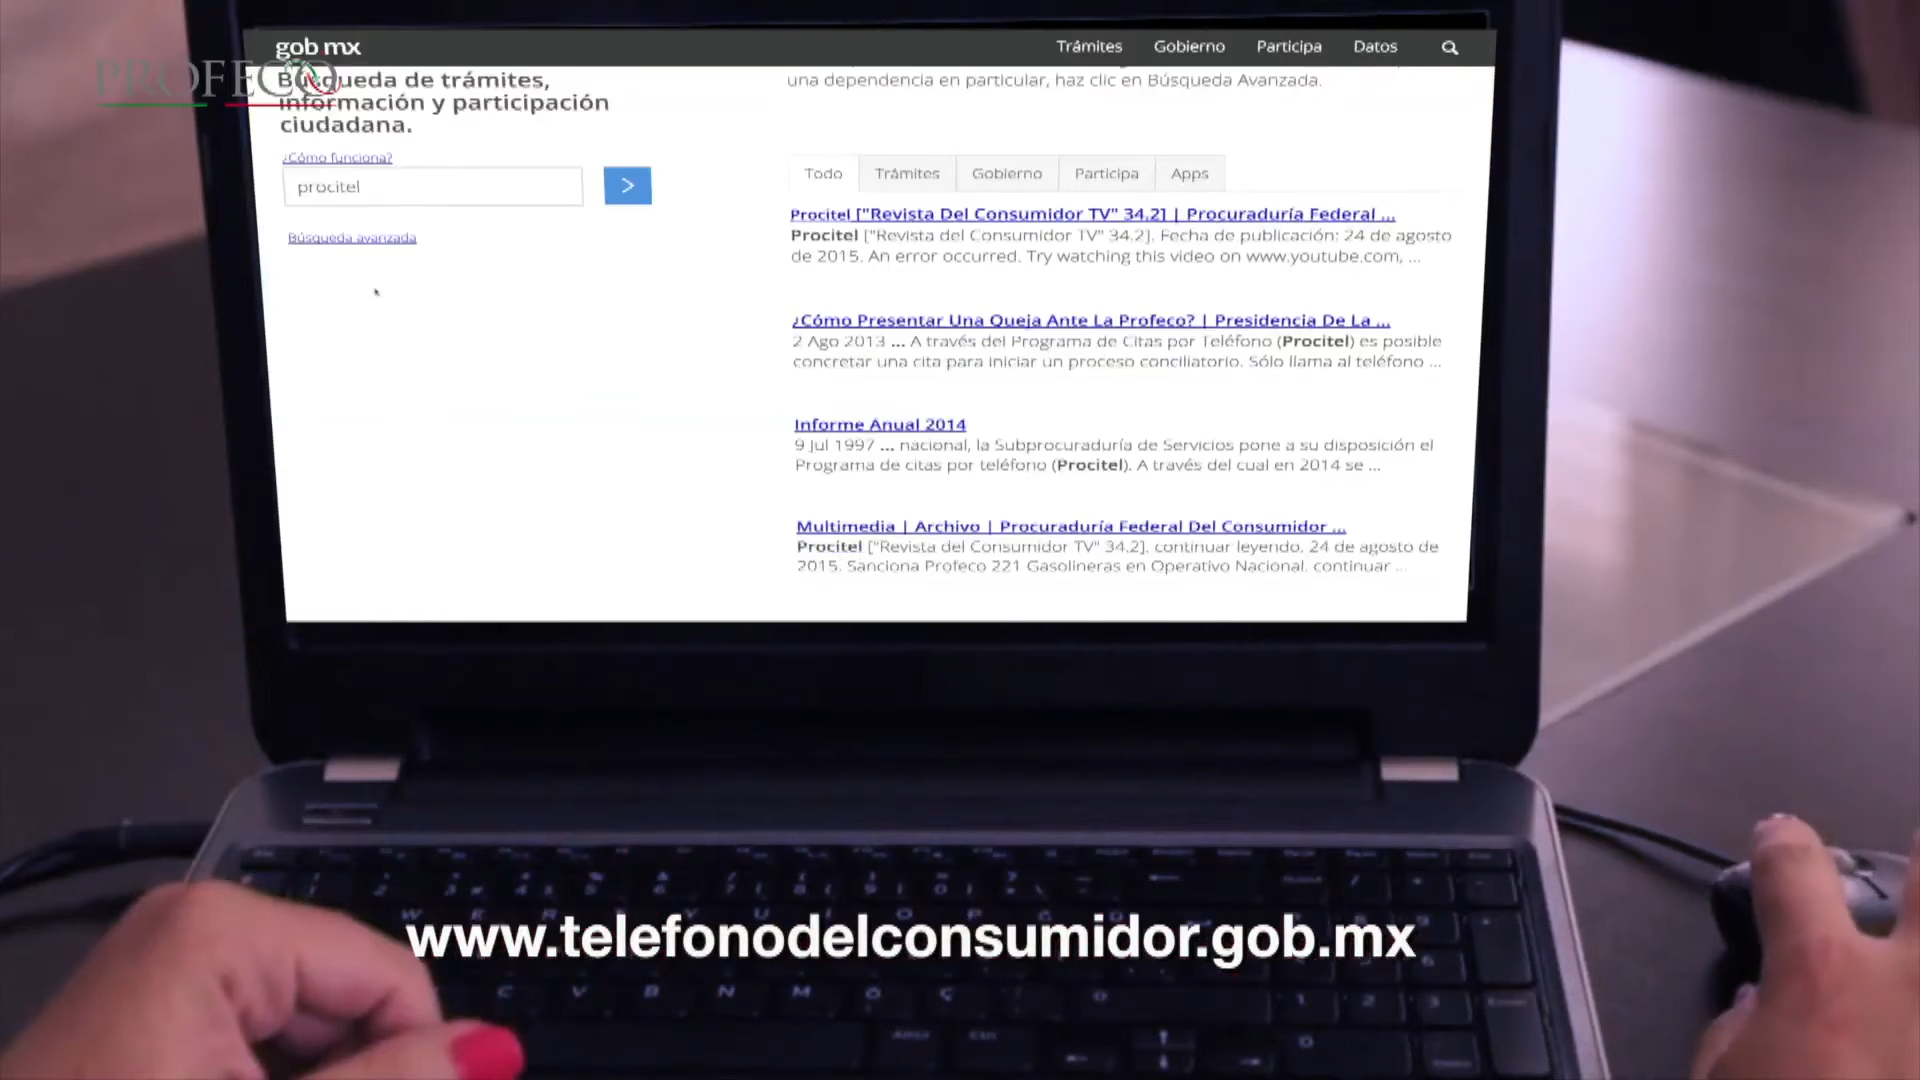 gob mx
Trámites Gobierno Participa Datos
PROFECO
Búsqueda de trámites,
información y participación
ciudadana.
¿Cómo funciona?
procitel
Búsqueda avanzada
una dependencia en particular, haz clic en Búsqueda Avanzada.
Todo Trámites Gobierno Participa Apps
Procitel ["Revista Del Consumidor TV" 34.2] | Procuraduría Federal ...
Procitel ["Revista del Consumidor TV" 34.2]. Fecha de publicación: 24 de agosto
de 2015. An error occurred. Try watching this video on www.youtube.com, ...
¿Cómo Presentar Una Queja Ante La Profeco? | Presidencia De La ...
2 Ago 2013 ... A través del Programa de Citas por Teléfono (Procitel) es posible
concretar una cita para iniciar un proceso conciliatorio. Sólo llama al teléfono ...
Informe Anual 2014
9 Jul 1997 ... nacional, la Subprocuraduría de Servicios pone a su disposición el
Programa de citas por teléfono (Procitel). A través del cual en 2014 se ...
Multimedia | Archivo | Procuraduría Federal Del Consumidor ...
Procitel ["Revista del Consumidor TV" 34.2]. continuar leyendo. 24 de agosto de
2015. Sanciona Profeco 221 Gasolineras en Operativo Nacional. continuar ...
www.telefonodelconsumidor.gob.mx
C V B N M